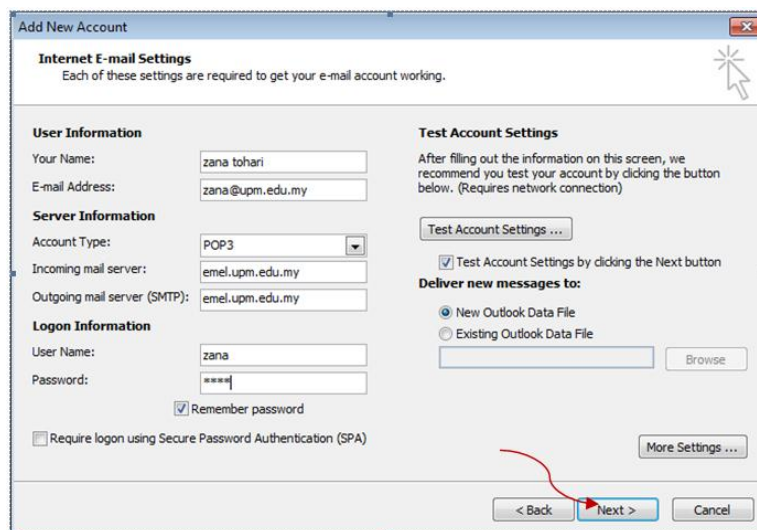 Add New Account
Internet E-mail Settings
Each of these settings are required to get your e-mail account working.
User Information
Your Name:
zana tohari
E-mail Address:
zana@upm.edu.my
Server Information
Account Type:
POP3
Incoming mail server:
emel.upm.edu.my
Outgoing mail server (SMTP):
emel.upm.edu.my
Logon Information
User Name:
zana
Password:
****
Remember password
Require logon using Secure Password Authentication (SPA)
Test Account Settings
After filling out the information on this screen, we
recommend you test your account by clicking the button
below. (Requires network connection)
Test Account Settings ...
Test Account Settings by clicking the Next button
Deliver new messages to:
New Outlook Data File
Existing Outlook Data File
Browse
More Settings ...
< Back
Next >
Cancel